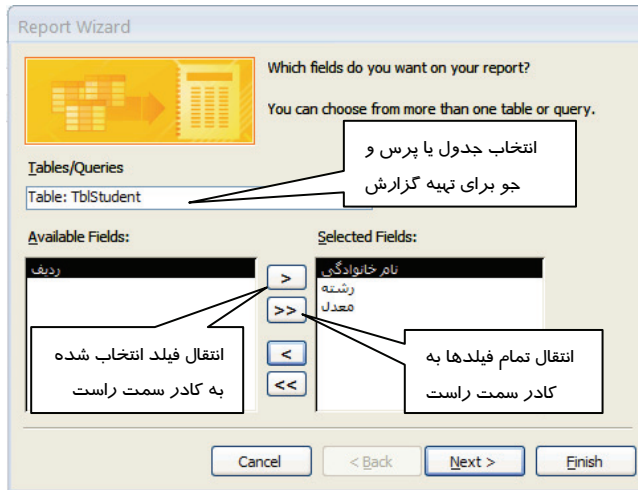 Report Wizard
Which fields do you want on your report?
You can choose from more than one table or query.
انتخاب جدول یا پرس و
جو برای تهیه گزارش
Tables/Queries
Table: TblStudent
Available Fields:
Selected Fields:
ردیف
نام خانوادگی
رشته
معدل
>
>>
<
<<
انتقال فیلد انتخاب شده
به کادر سمت راست
انتقال تمام فیلدها به
کادر سمت راست
Cancel
< Back
Next >
Finish